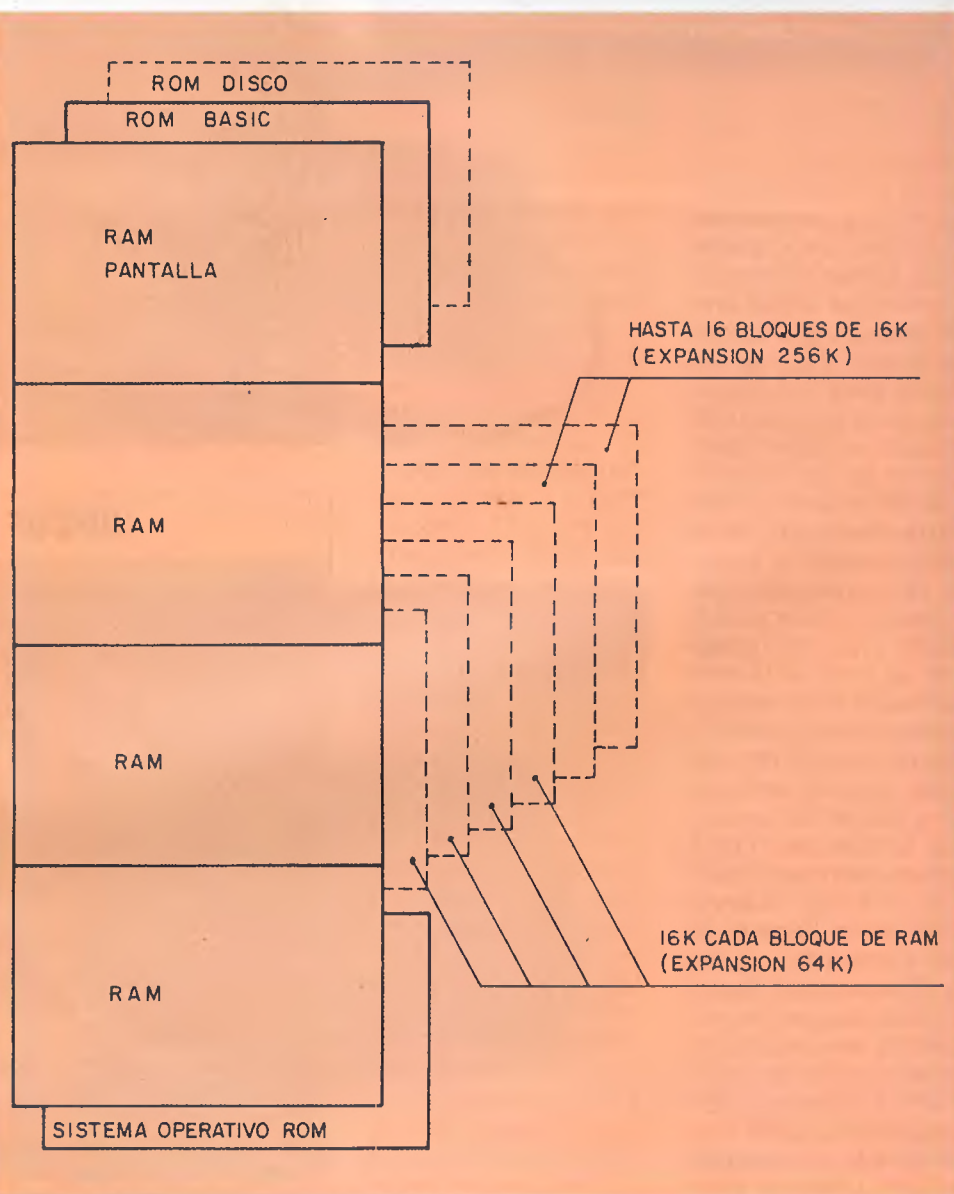 ROM DISCO
ROM BASIC
RAM
PANTALLA
HASTA 16 BLOQUES DE 16K
(EXPANSION 256K)
RAM
RAM
16K CADA BLOQUE DE RAM
(EXPANSION 64K)
RAM
SISTEMA OPERATIVO ROM